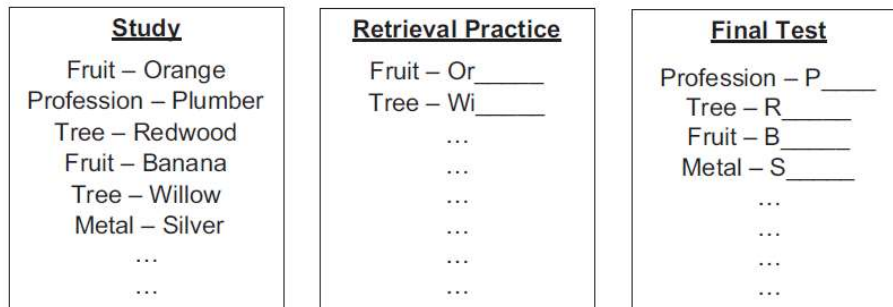 Study
Fruit – Orange
Profession – Plumber
Tree – Redwood
Fruit – Banana
Tree – Willow
Metal – Silver
...
...
Retrieval Practice
Fruit – Or_____
Tree – Wi_____
...
...
...
...
...
...
Final Test
Profession – P____
Tree – R_____
Fruit – B_____
Metal – S_____
...
...
...
...